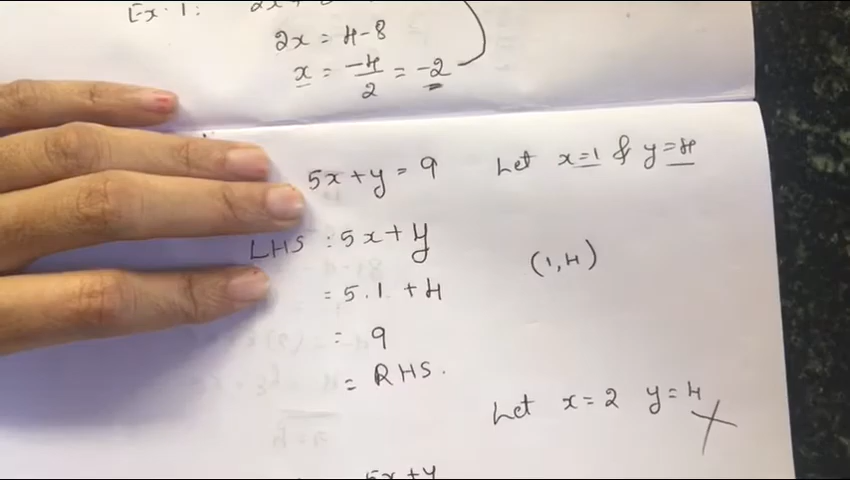 Ex. 1:
2x = 4-8
x = -4/2 = -2
5x+y = 9 Let x=1 & y=4
LHS : 5x+y
= 5.1 +4 (1,4)
= 9
= RHS.
Let x=2 y=4
5x+y